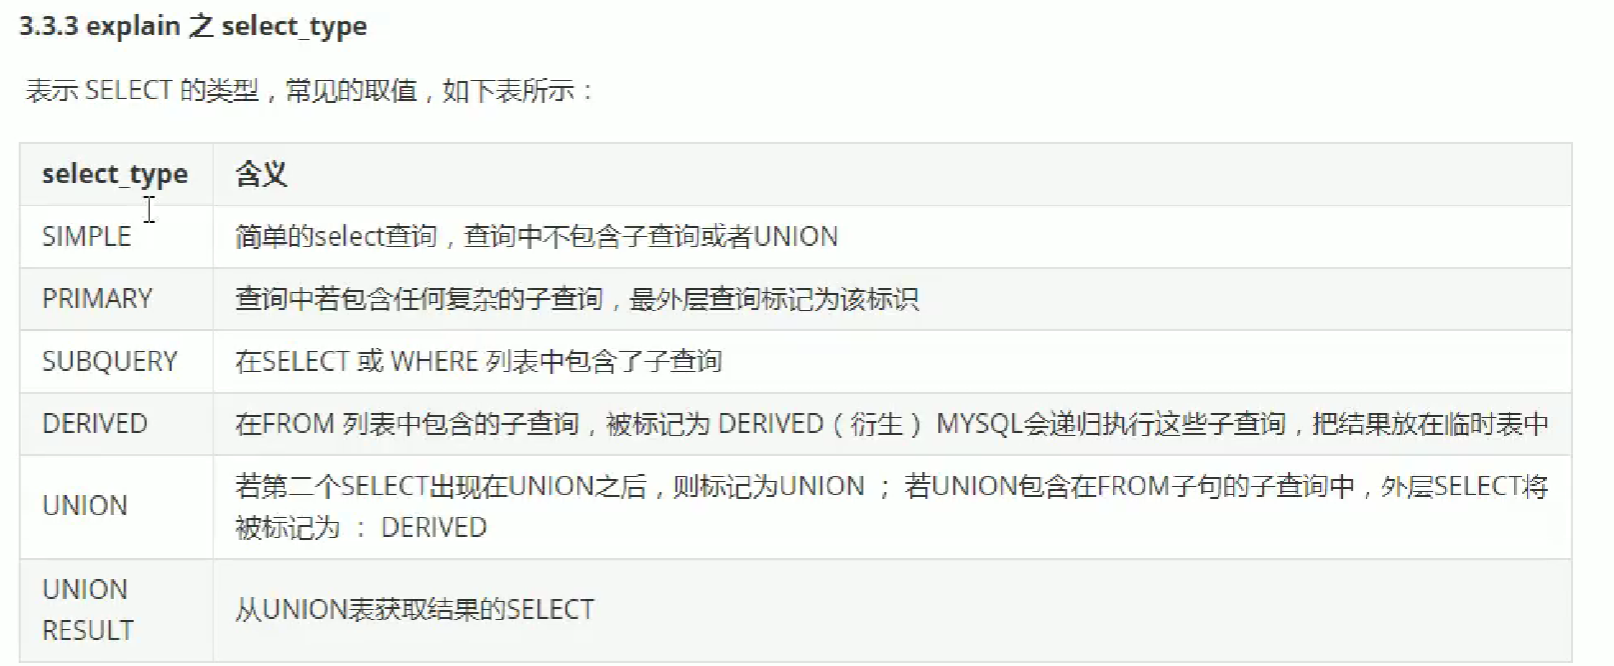 3.3.3 explain 之 select_type
表示 SELECT 的类型，常见的取值，如下表所示：
select_type 含义
SIMPLE 简单的select查询，查询中不包含子查询或者UNION
PRIMARY 查询中若包含任何复杂的子查询，最外层查询标记为该标识
SUBQUERY 在SELECT 或 WHERE 列表中包含了子查询
DERIVED 在FROM 列表中包含的子查询，被标记为 DERIVED（衍生） MYSQL会递归执行这些子查询，把结果放在临时表中
UNION 若第二个SELECT出现在UNION之后，则标记为UNION ； 若UNION包含在FROM子句的子查询中，外层SELECT将
被标记为 ： DERIVED
UNION
RESULT 从UNION表获取结果的SELECT